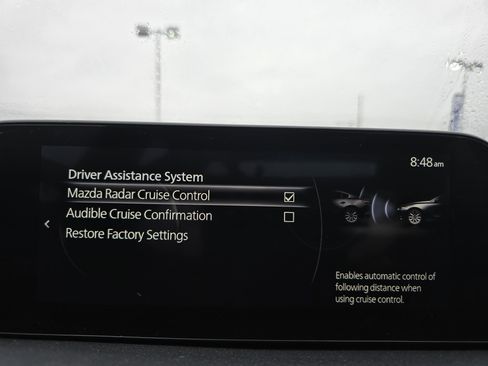 8:48am
Driver Assistance System
Mazda Radar Cruise Control
Audible Cruise Confirmation
Restore Factory Settings
Enables automatic control of
following distance when
using cruise control.